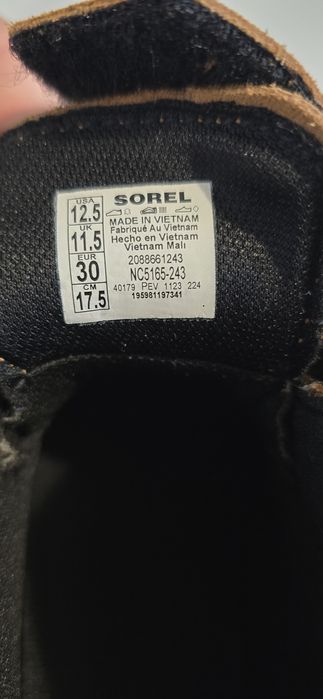 USA
12.5
UK
11.5
EUR
30
CM
17.5
SOREL
MADE IN VIETNAM
Fabriqué Au Vietnam
Hecho en Vietnam
Vietnam Mali
2088661243
NC5165-243
40179 PEV 1123 224
195981197341